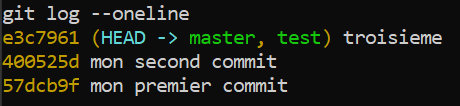 git log --oneline
e3c7961 (HEAD -> master, test) troisieme
400525d mon second commit
57dcb9f mon premier commit